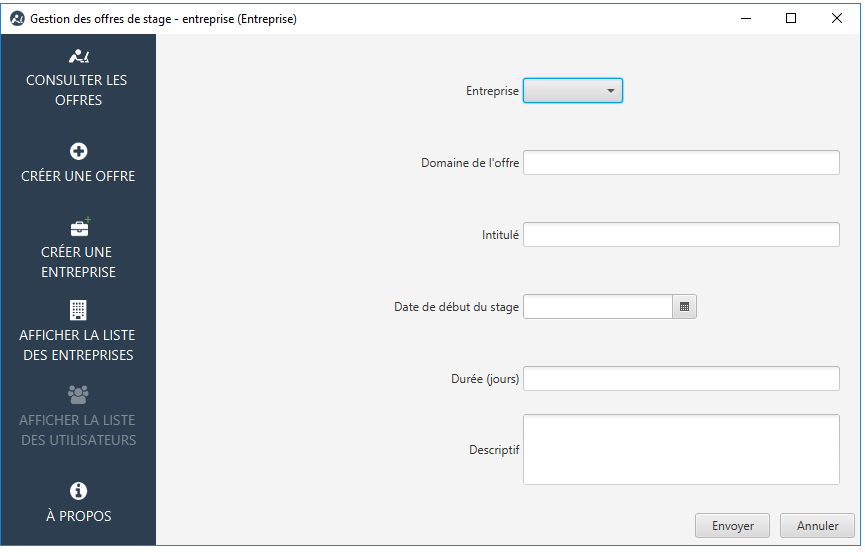 Gestion des offres de stage - entreprise (Entreprise)
CONSULTER LES
OFFRES
CRÉER UNE OFFRE
CRÉER UNE
ENTREPRISE
AFFICHER LA LISTE
DES ENTREPRISES
AFFICHER LA LISTE
DES UTILISATEURS
À PROPOS
Entreprise
Domaine de l'offre
Intitulé
Date de début du stage
Durée (jours)
Descriptif
Envoyer
Annuler